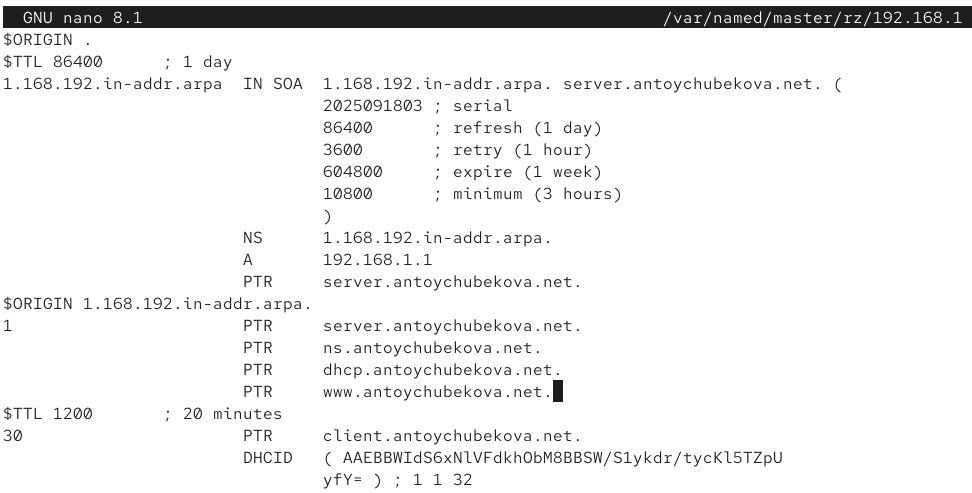 GNU nano 8.1 /var/named/master/rz/192.168.1
$ORIGIN .
$TTL 86400 ; 1 day
1.168.192.in-addr.arpa IN SOA 1.168.192.in-addr.arpa. server.antoychubekova.net. (
2025091803 ; serial
86400 ; refresh (1 day)
3600 ; retry (1 hour)
604800 ; expire (1 week)
10800 ; minimum (3 hours)
)
NS 1.168.192.in-addr.arpa.
A 192.168.1.1
PTR server.antoychubekova.net.
$ORIGIN 1.168.192.in-addr.arpa.
1 PTR server.antoychubekova.net.
PTR ns.antoychubekova.net.
PTR dhcp.antoychubekova.net.
PTR www.antoychubekova.net.
$TTL 1200 ; 20 minutes
30 PTR client.antoychubekova.net.
DHCID ( AAEBBWIdS6xNlVFdkhObM8BBSW/S1ykdr/tycKl5TZpU
yfY= ) ; 1 1 32